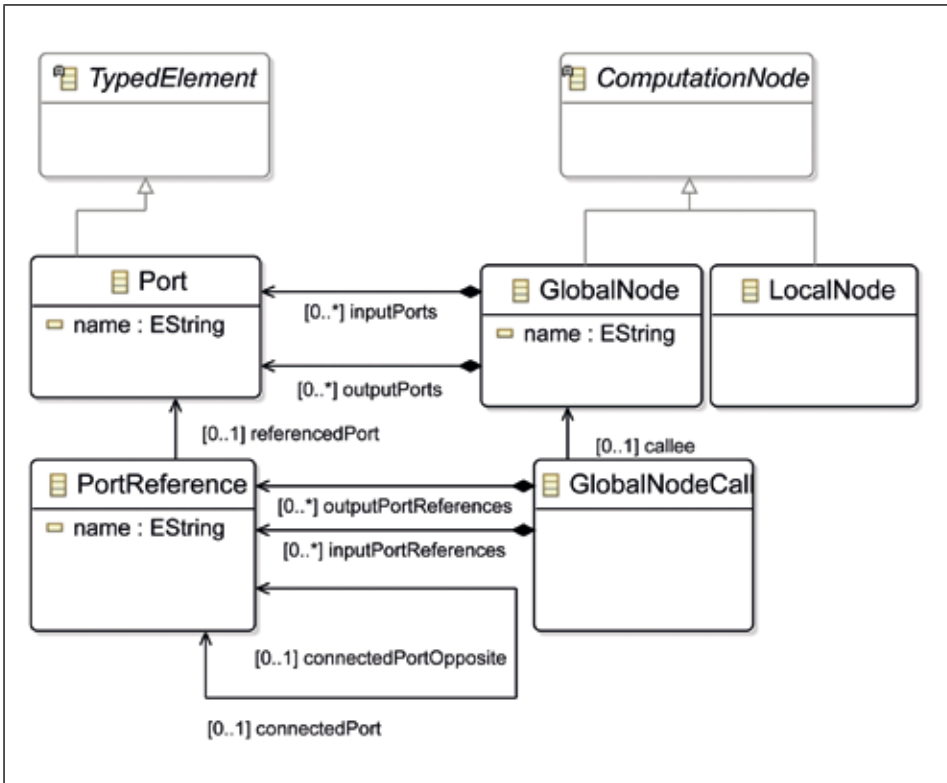 TypedElement
ComputationNode
Port
name : EString
[0..*] inputPorts
[0..*] outputPorts
GlobalNode
name : EString
LocalNode
[0..1] referencedPort
[0..1] callee
PortReference
name : EString
[0..*] outputPortReferences
[0..*] inputPortReferences
GlobalNodeCall
[0..1] connectedPortOpposite
[0..1] connectedPort